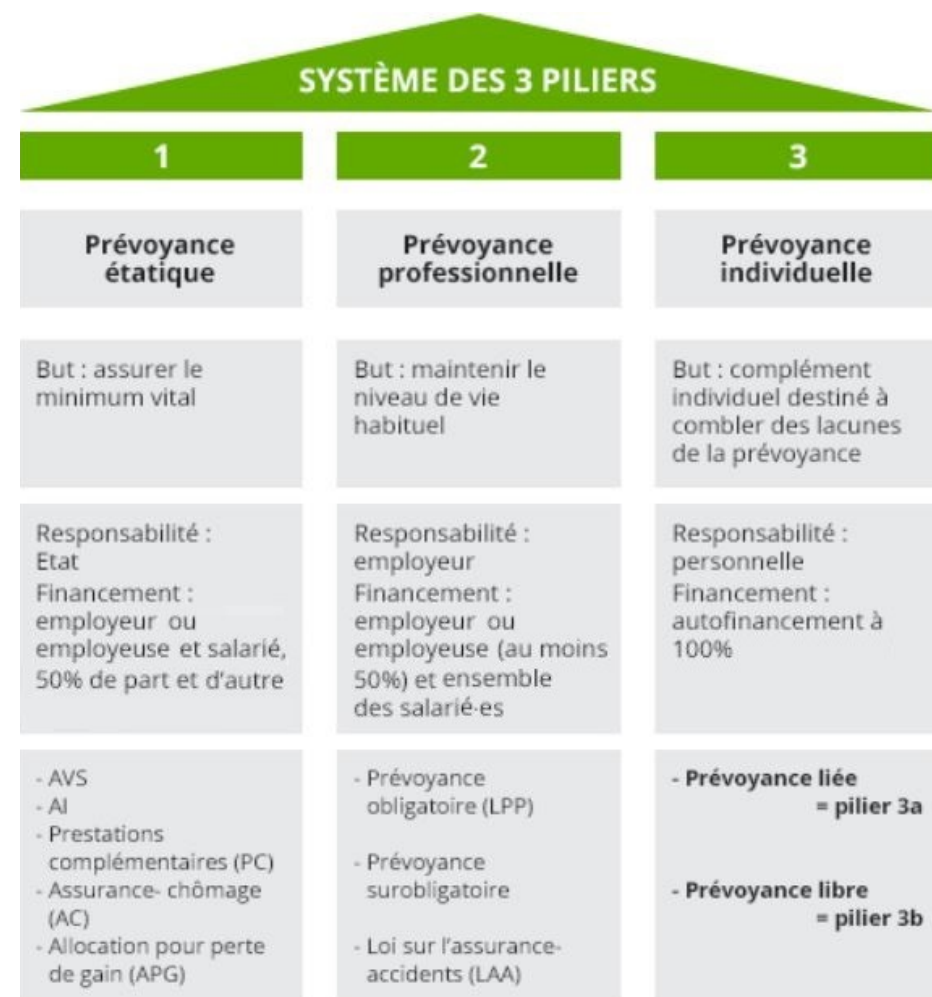 SYSTÈME DES 3 PILIERS
1
Prévoyance
étatique
But : assurer le
minimum vital
Responsabilité :
Etat
Financement :
employeur ou
employeuse et salarié,
50% de part et d'autre
- AVS
- AI
- Prestations
complémentaires (PC)
- Assurance- chômage
(AC)
- Allocation pour perte
de gain (APG)
2
Prévoyance
professionnelle
But : maintenir le
niveau de vie
habituel
Responsabilité :
employeur
Financement :
employeur ou
employeuse (au moins
50%) et ensemble
des salarié·es
- Prévoyance
obligatoire (LPP)
- Prévoyance
surobligatoire
- Loi sur l'assurance-
accidents (LAA)
3
Prévoyance
individuelle
But : complément
individuel destiné à
combler des lacunes
de la prévoyance
Responsabilité :
personnelle
Financement :
autofinancement à
100%
- Prévoyance liée
= pilier 3a
- Prévoyance libre
= pilier 3b